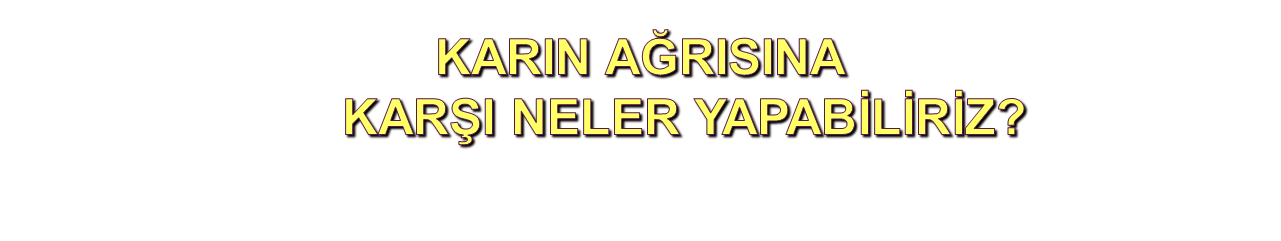 KARIN AĞRISINA
KARŞI NELER YAPABİLİRİZ?